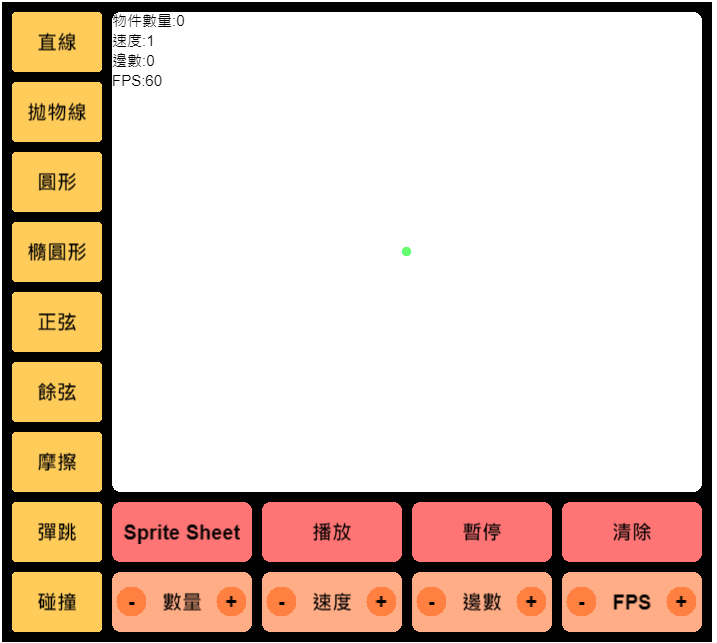 直線
拋物線
圓形
橢圓形
正弦
餘弦
摩擦
彈跳
碰撞
物件數量:0
速度:1
邊數:0
FPS:60
Sprite Sheet
播放
暫停
清除
- 數量 +
- 速度 +
- 邊數 +
- FPS +